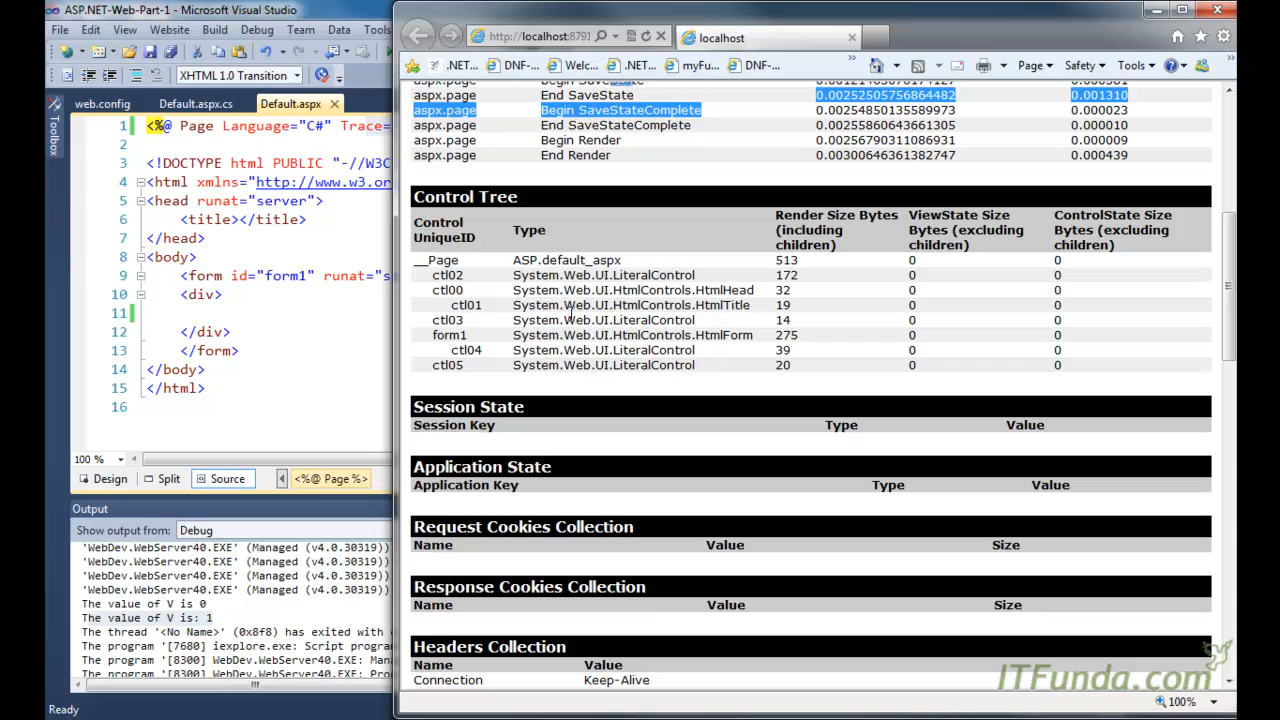 ASP.NET-Web-Part-1 - Microsoft Visual Studio
File Edit View Website Build Debug Team Data Tools
XHTML 1.0 Transition
web.config Default.aspx.cs Default.aspx
Toolbox
1 <%@ Page Language="C#" Trace=
2
3 <!DOCTYPE html PUBLIC "-//W3C
4 <html xmlns="http://www.w3.or
5 <head runat="server">
6 <title></title>
7 </head>
8 <body>
9 <form id="form1" runat="s
10 <div>
11
12 </div>
13 </form>
14 </body>
15 </html>
16
100 %
Design Split Source <%@ Page %>
Output
Show output from: Debug
'WebDev.WebServer40.EXE' (Managed (v4.0.30319))
'WebDev.WebServer40.EXE' (Managed (v4.0.30319))
'WebDev.WebServer40.EXE' (Managed (v4.0.30319))
'WebDev.WebServer40.EXE' (Managed (v4.0.30319))
The value of V is 0
The value of V is: 1
The thread '<No Name>' (0x8f8) has exited with
The program '[7680] iexplore.exe: Script progra
The program '[8300] WebDev.WebServer40.EXE: Man
The program '[8300] WebDev.WebServer40.EXE: Pro
Ready
http://localhost:8791 localhost
.NET... DNF-... Welc... .NET... myFu... DNF-... Page Safety Tools
aspx.page End SaveState 0.00252505756864482 0.001310
aspx.page Begin SaveStateComplete 0.00254850135589973 0.000023
aspx.page End SaveStateComplete 0.00255860643661305 0.000010
aspx.page Begin Render 0.00256790311086931 0.000009
aspx.page End Render 0.00300646361382747 0.000439
Control Tree
Control UniqueID Type Render Size Bytes (including children) ViewState Size Bytes (excluding children) ControlState Size Bytes (excluding children)
__Page ASP.default_aspx 513 0 0
ctl02 System.Web.UI.LiteralControl 172 0 0
ctl00 System.Web.UI.HtmlControls.HtmlHead 32 0 0
ctl01 System.Web.UI.HtmlControls.HtmlTitle 19 0 0
ctl03 System.Web.UI.LiteralControl 14 0 0
form1 System.Web.UI.HtmlControls.HtmlForm 275 0 0
ctl04 System.Web.UI.LiteralControl 39 0 0
ctl05 System.Web.UI.LiteralControl 20 0 0
Session State
Session Key Type Value
Application State
Application Key Type Value
Request Cookies Collection
Name Value Size
Response Cookies Collection
Name Value Size
Headers Collection
Name Value
Connection Keep-Alive
ITFunda.com
100%